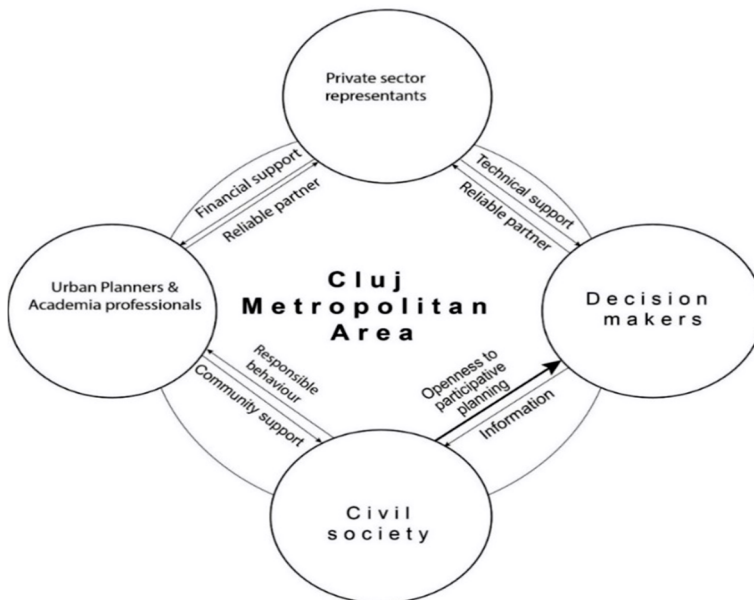 Private sector
representants
Financial support
Reliable partner
Technical support
Reliable partner
Urban Planners &
Academia professionals
Cluj
Metropolitan
Area
Decision
makers
Responsible
behaviour
Community support
Openness to
participative
planning
Information
Civil
society